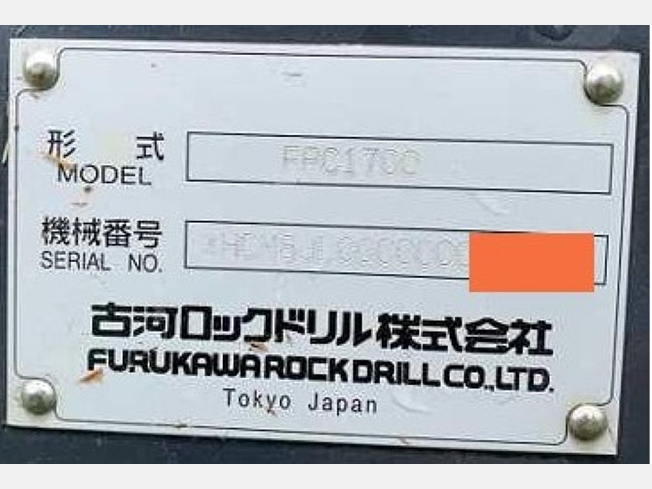 形式 FRC1700
MODEL
機械番号
SERIAL NO.
古河ロックドリル株式会社
FURUKAWA ROCK DRILL CO.,LTD.
Tokyo Japan